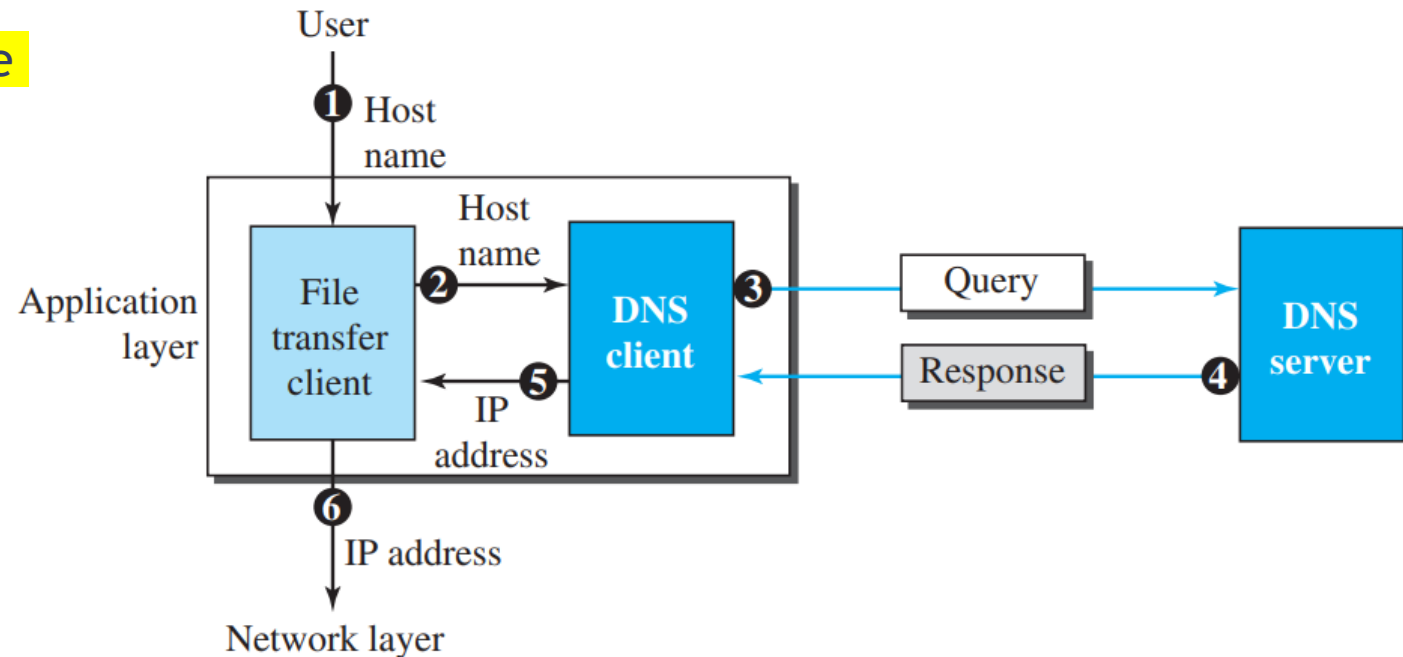 User
e
1 Host
name
Host
name
2
3
Query
Application
layer
File
transfer
client
DNS
client
DNS
server
Response
4
5
IP
address
6
IP address
Network layer